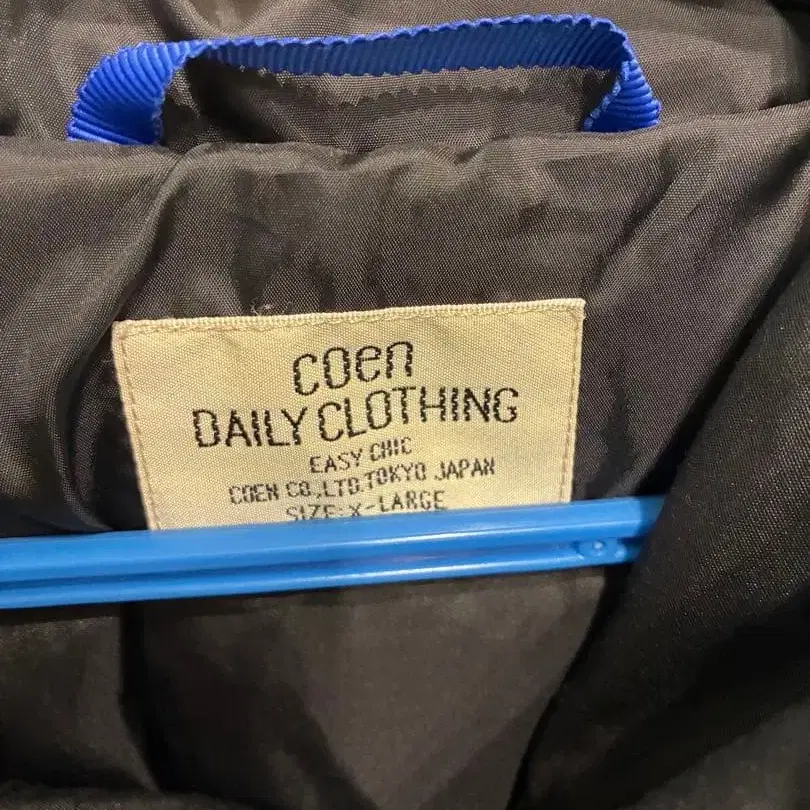 coen
DAILY CLOTHING
EASY CHIC
COEN CO.,LTD.TOKYO JAPAN
SIZE:X-LARGE